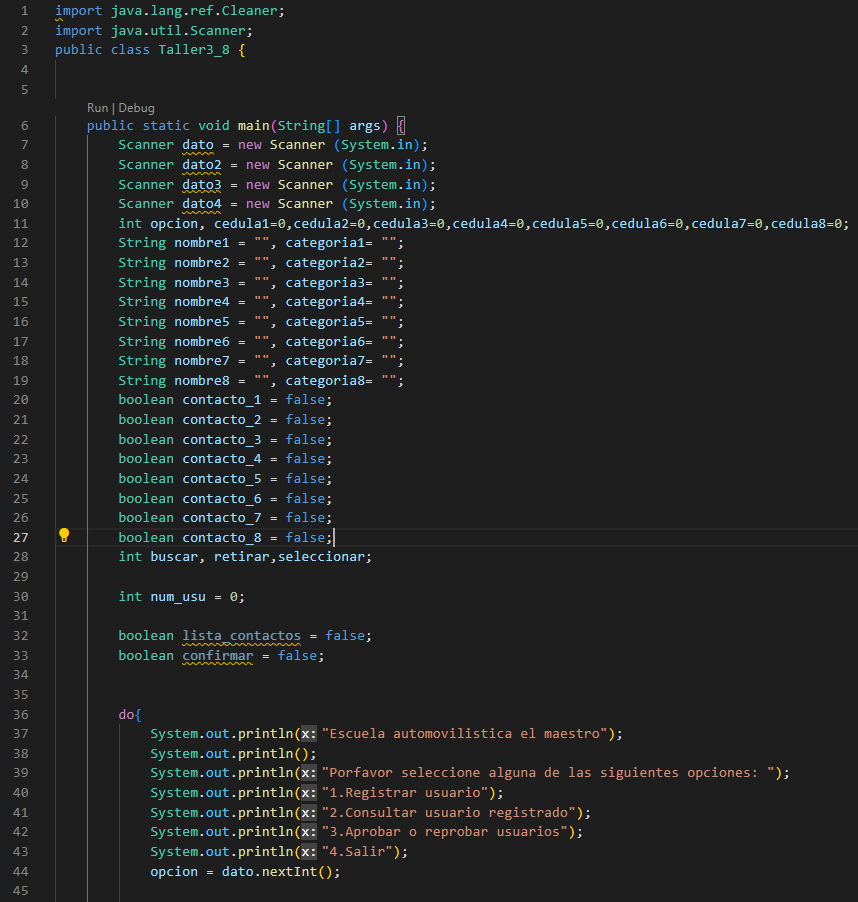 1 import java.lang.ref.Cleaner;
2 import java.util.Scanner;
3 public class Taller3_8 {
4
5
Run | Debug
6 public static void main(String[] args) {
7 Scanner dato = new Scanner (System.in);
8 Scanner dato2 = new Scanner (System.in);
9 Scanner dato3 = new Scanner (System.in);
10 Scanner dato4 = new Scanner (System.in);
11 int opcion, cedula1=0,cedula2=0,cedula3=0,cedula4=0,cedula5=0,cedula6=0,cedula7=0,cedula8=0;
12 String nombre1 = "", categoria1= "";
13 String nombre2 = "", categoria2= "";
14 String nombre3 = "", categoria3= "";
15 String nombre4 = "", categoria4= "";
16 String nombre5 = "", categoria5= "";
17 String nombre6 = "", categoria6= "";
18 String nombre7 = "", categoria7= "";
19 String nombre8 = "", categoria8= "";
20 boolean contacto_1 = false;
21 boolean contacto_2 = false;
22 boolean contacto_3 = false;
23 boolean contacto_4 = false;
24 boolean contacto_5 = false;
25 boolean contacto_6 = false;
26 boolean contacto_7 = false;
27 boolean contacto_8 = false;
28 int buscar, retirar,seleccionar;
29
30 int num_usu = 0;
31
32 boolean lista_contactos = false;
33 boolean confirmar = false;
34
35
36 do{
37 System.out.println(x: "Escuela automovilistica el maestro");
38 System.out.println();
39 System.out.println(x: "Porfavor seleccione alguna de las siguientes opciones: ");
40 System.out.println(x: "1.Registrar usuario");
41 System.out.println(x: "2.Consultar usuario registrado");
42 System.out.println(x: "3.Aprobar o reprobar usuarios");
43 System.out.println(x: "4.Salir");
44 opcion = dato.nextInt();
45